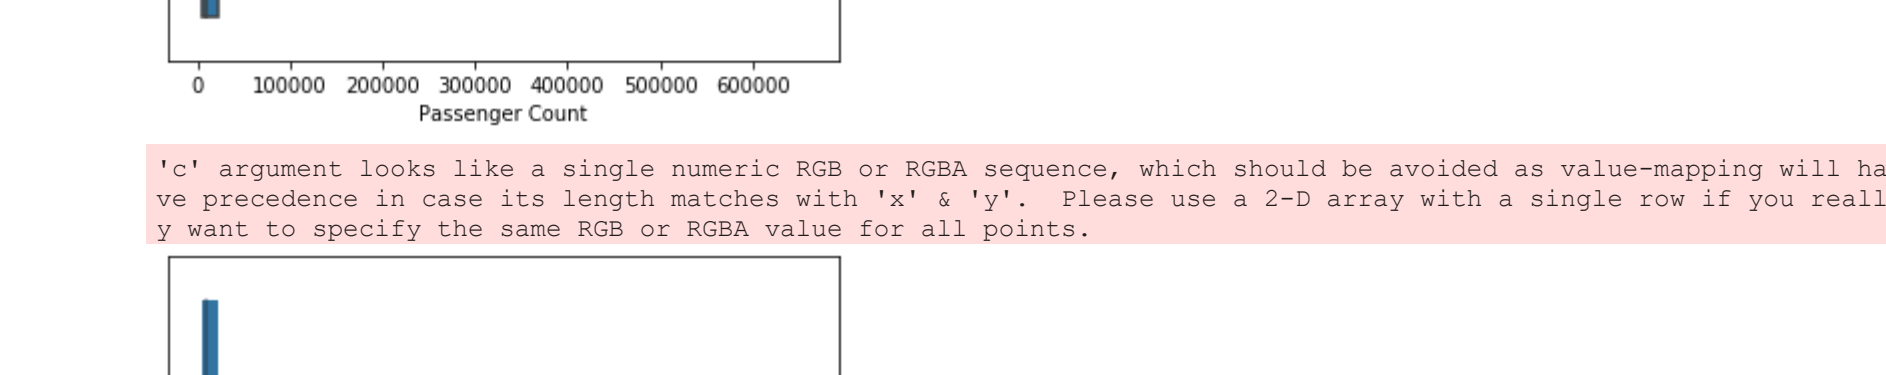 0 100000 200000 300000 400000 500000 600000
Passenger Count
'c' argument looks like a single numeric RGB or RGBA sequence, which should be avoided as value-mapping will ha
ve precedence in case its length matches with 'x' & 'y'.  Please use a 2-D array with a single row if you reall
y want to specify the same RGB or RGBA value for all points.